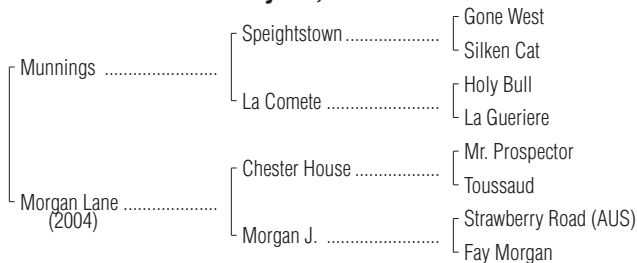 Gone West
Speightstown ....................
Silken Cat
Munnings ........................
Holy Bull
La Comete ........................
La Gueriere
Mr. Prospector
Chester House ..................
Toussaud
Morgan Lane ....................
(2004)
Strawberry Road (AUS)
Morgan J. ........................
Fay Morgan